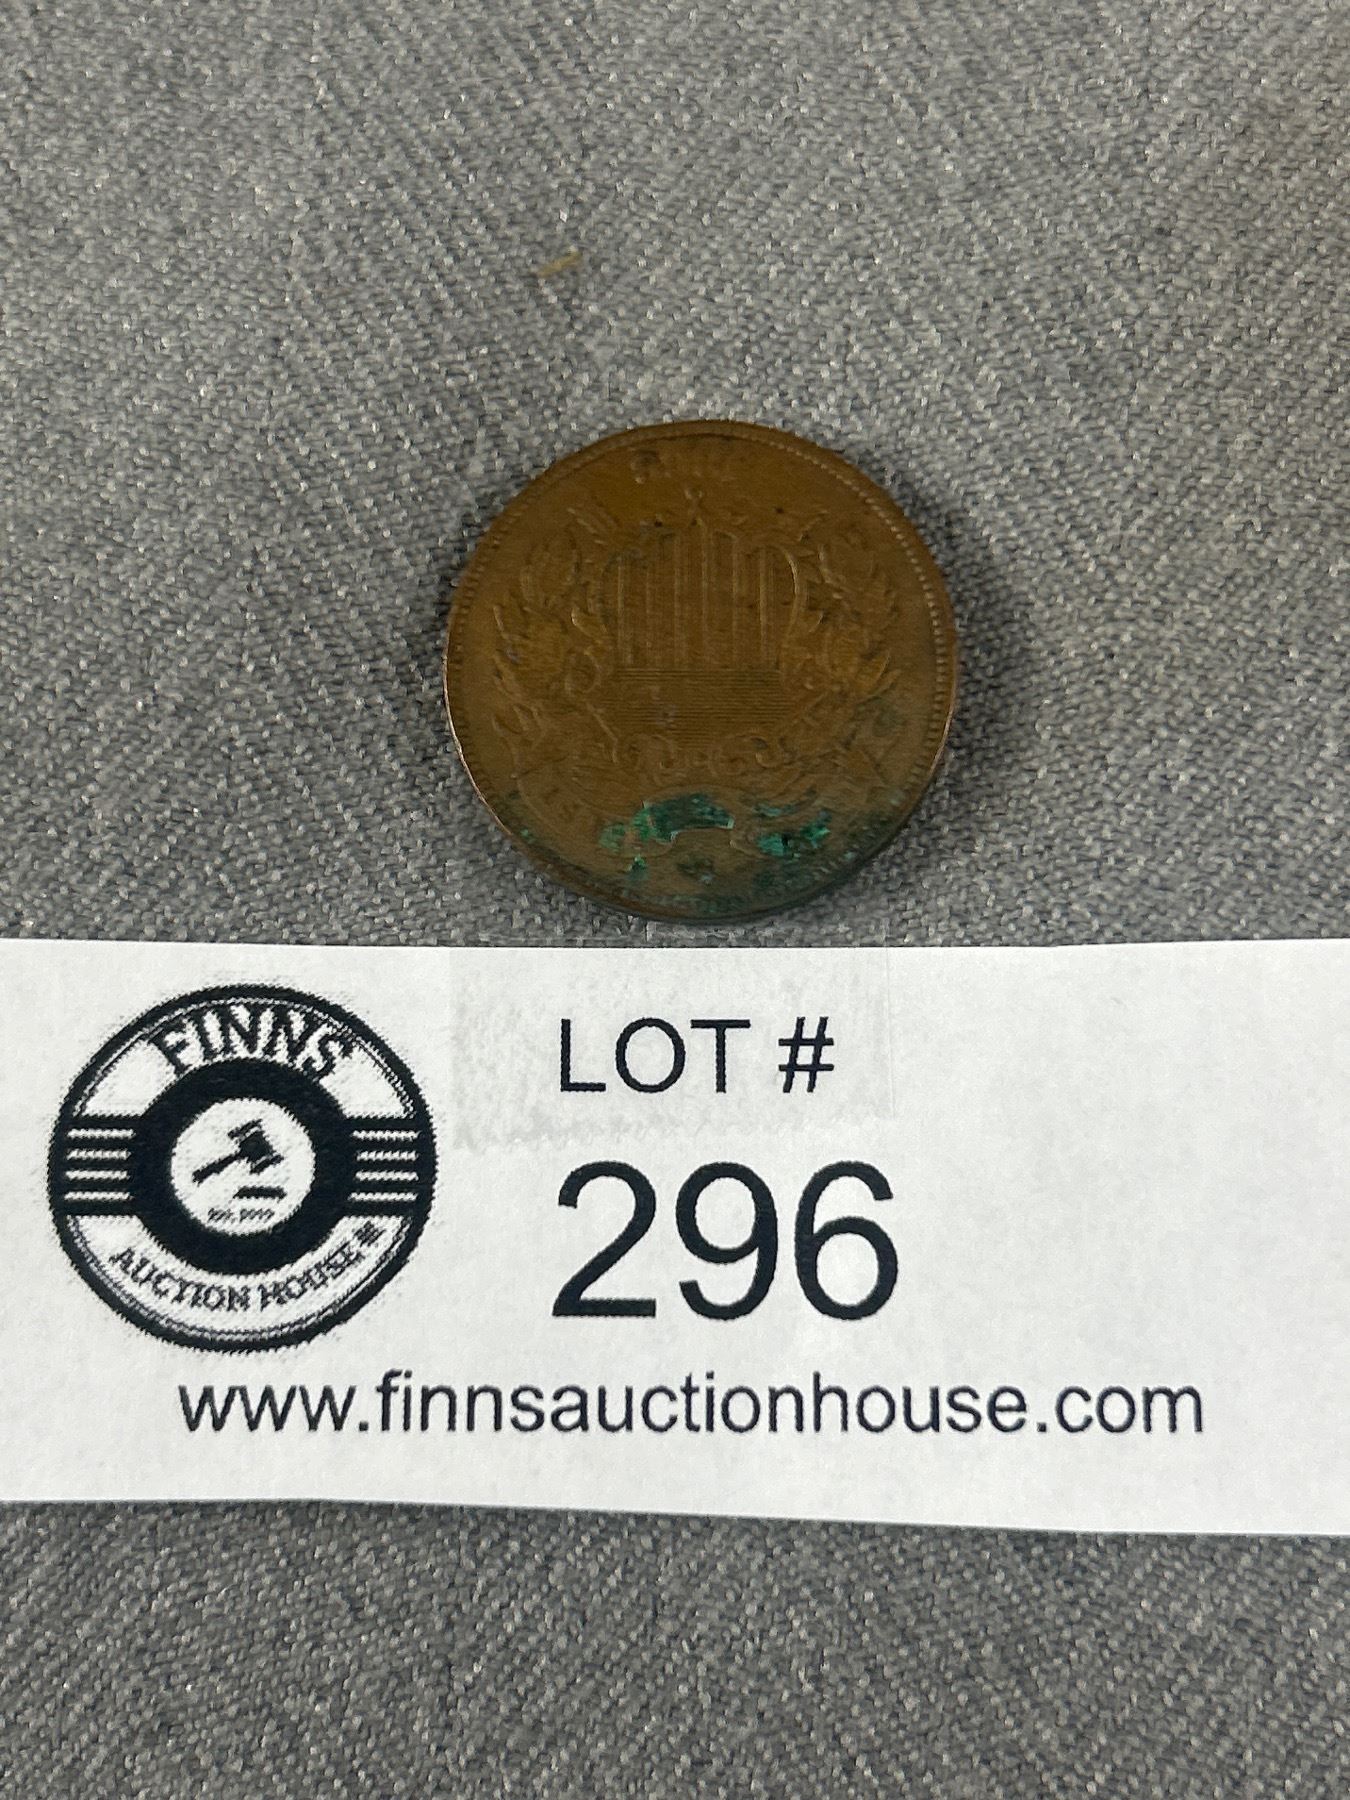 FINNS
AUCTION HOUSE
LOT #
296
www.finnsauctionhouse.com